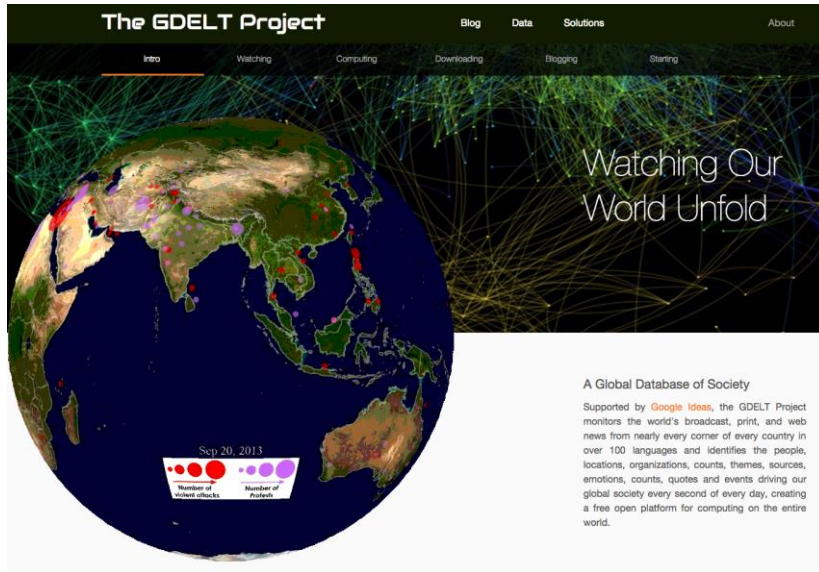 The GDELT Project
Blog Data Solutions About
Intro Watching Computing Downloading Blogging Starting
Watching Our
World Unfold
A Global Database of Society
Supported by Google Ideas, the GDELT Project
monitors the world's broadcast, print, and web
news from nearly every corner of every country in
over 100 languages and identifies the people,
locations, organizations, counts, themes, sources,
emotions, counts, quotes and events driving our
global society every second of every day, creating
a free open platform for computing on the entire
world.
Sep 20, 2013
Number of
violent attacks
Number of
Protests